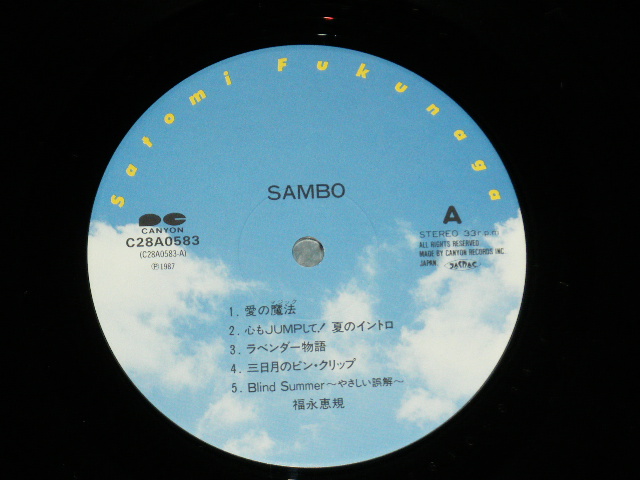 Satomi Fukunaga
SAMBO
CANYON
C28A0583
(C28A0583-A)
Ⓟ1987
A
STEREO 33rpm
ALL RIGHTS RESERVED
MADE BY CANYON RECORDS INC.
JAPAN.
1. 愛の魔法
2. 心もJUMPして! 夏のイントロ
3. ラベンダー物語
4. 三日月のピン・クリップ
5. Blind Summer〜やさしい誤解〜
福永恵規